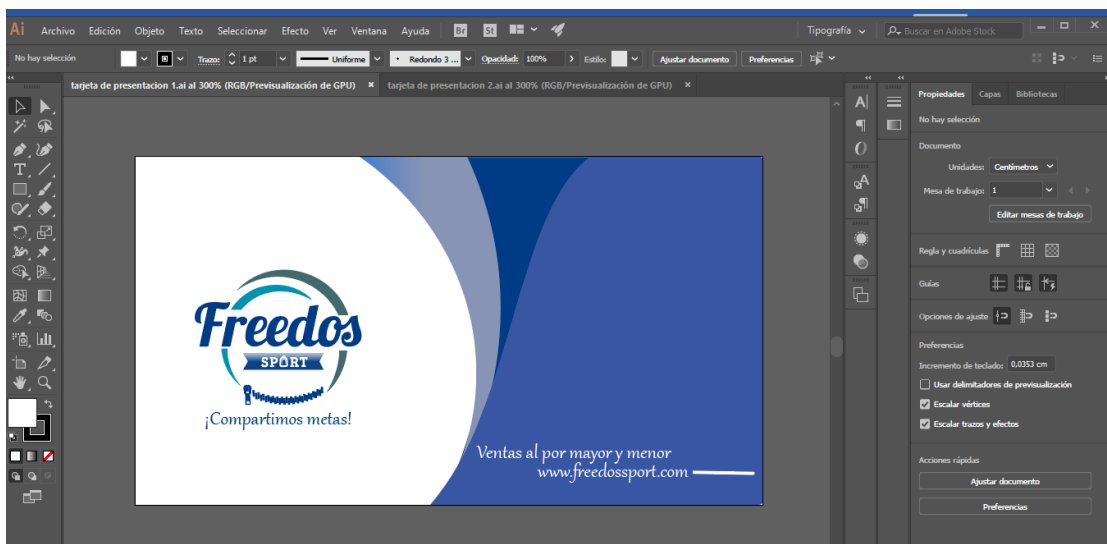 Ai Archivo Edición Objeto Texto Seleccionar Efecto Ver Ventana Ayuda Br St Tipografía Buscar en Adobe Stock
No hay selección Trazo: 1 pt Uniforme Redondo 3 ... Opacidad: 100% Estilo: Ajustar documento Preferencias
tarjeta de presentacion 1.ai al 300% (RGB/Previsualización de GPU) × tarjeta de presentacion 2.ai al 300% (RGB/Previsualización de GPU) ×
Freedos
SPORT
¡Compartimos metas!
Ventas al por mayor y menor
www.freedossport.com
Propiedades Capas Bibliotecas
No hay selección
Documento
Unidades: Centímetros
Mesa de trabajo: 1
Editar mesas de trabajo
Regla y cuadrículas
Guías
Opciones de ajuste
Preferencias
Incremento de teclado: 0,0353 cm
Usar delimitadores de previsualización
Escalar vértices
Escalar trazos y efectos
Acciones rápidas
Ajustar documento
Preferencias